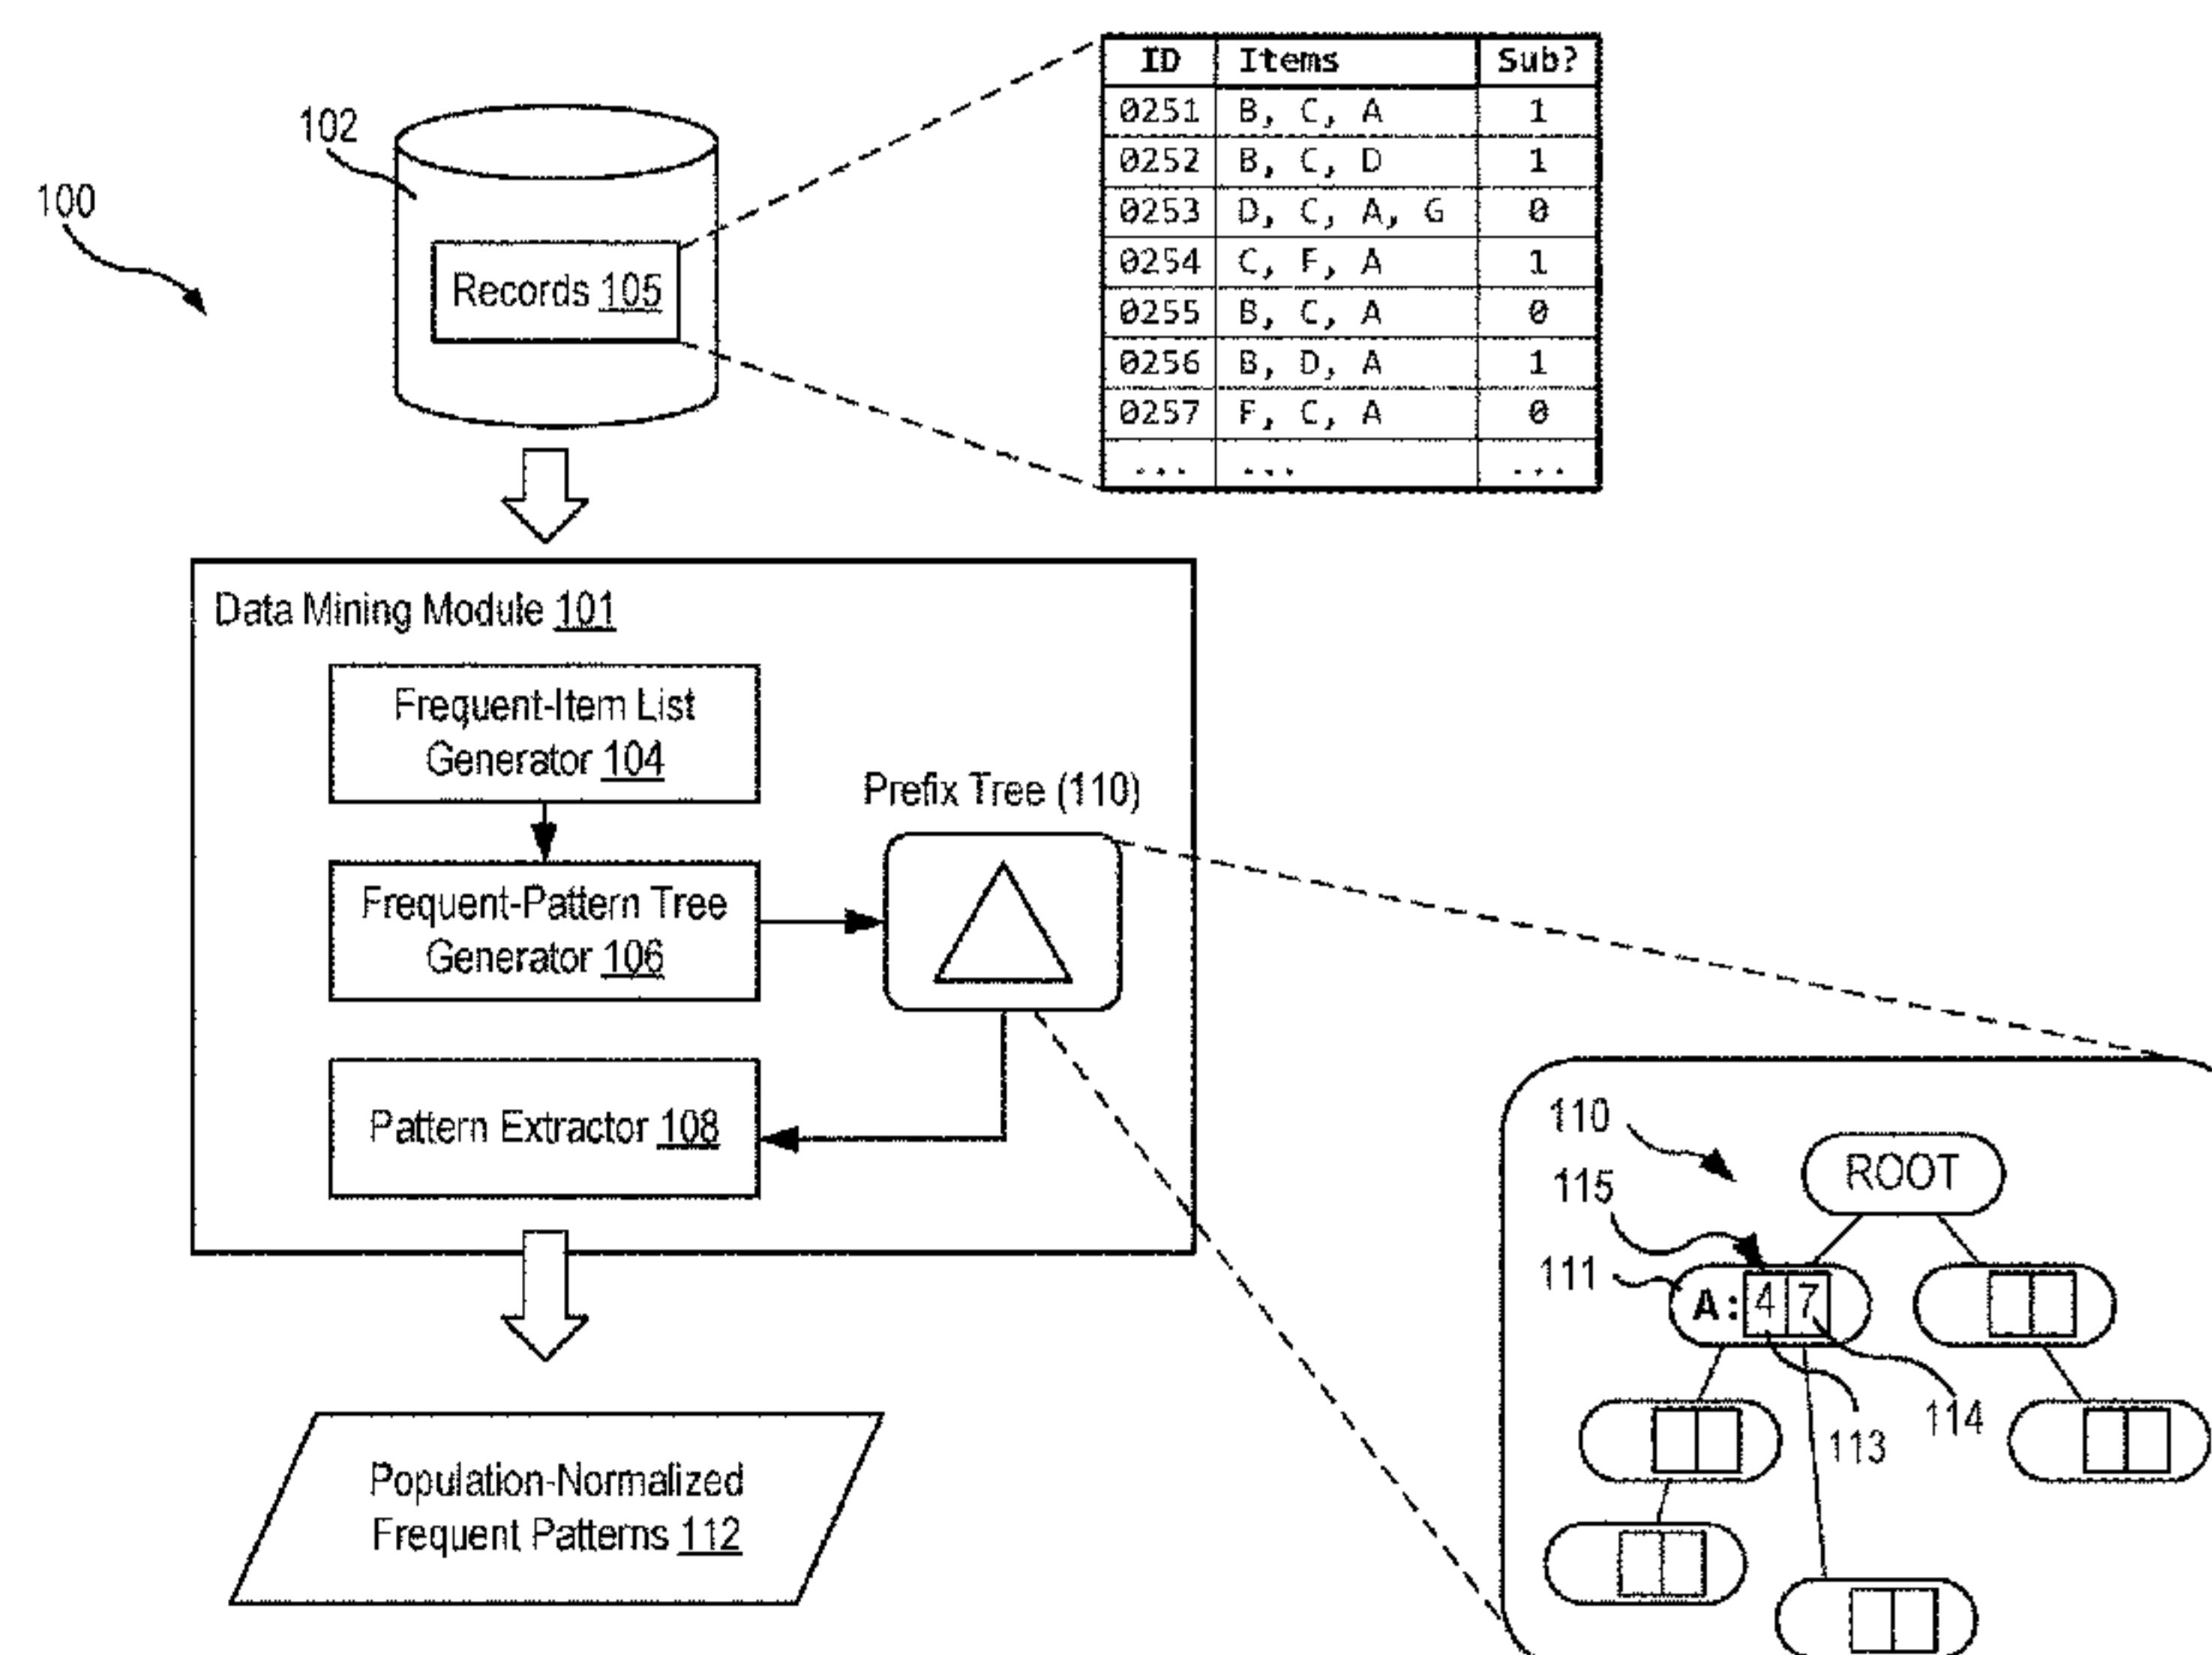 ID Items Sub?
0251 B, C, A 1
0252 B, C, D 1
0253 D, C, A, G 0
0254 C, F, A 1
0255 B, C, A 0
0256 B, D, A 1
0257 F, C, A 0
... ... ...
102
100
Records 105
Data Mining Module 101
Frequent-Item List
Generator 104
Prefix Tree (110)
Frequent-Pattern Tree
Generator 106
Pattern Extractor 108
110
ROOT
115
111
A: 4 7
114
113
Population-Normalized
Frequent Patterns 112